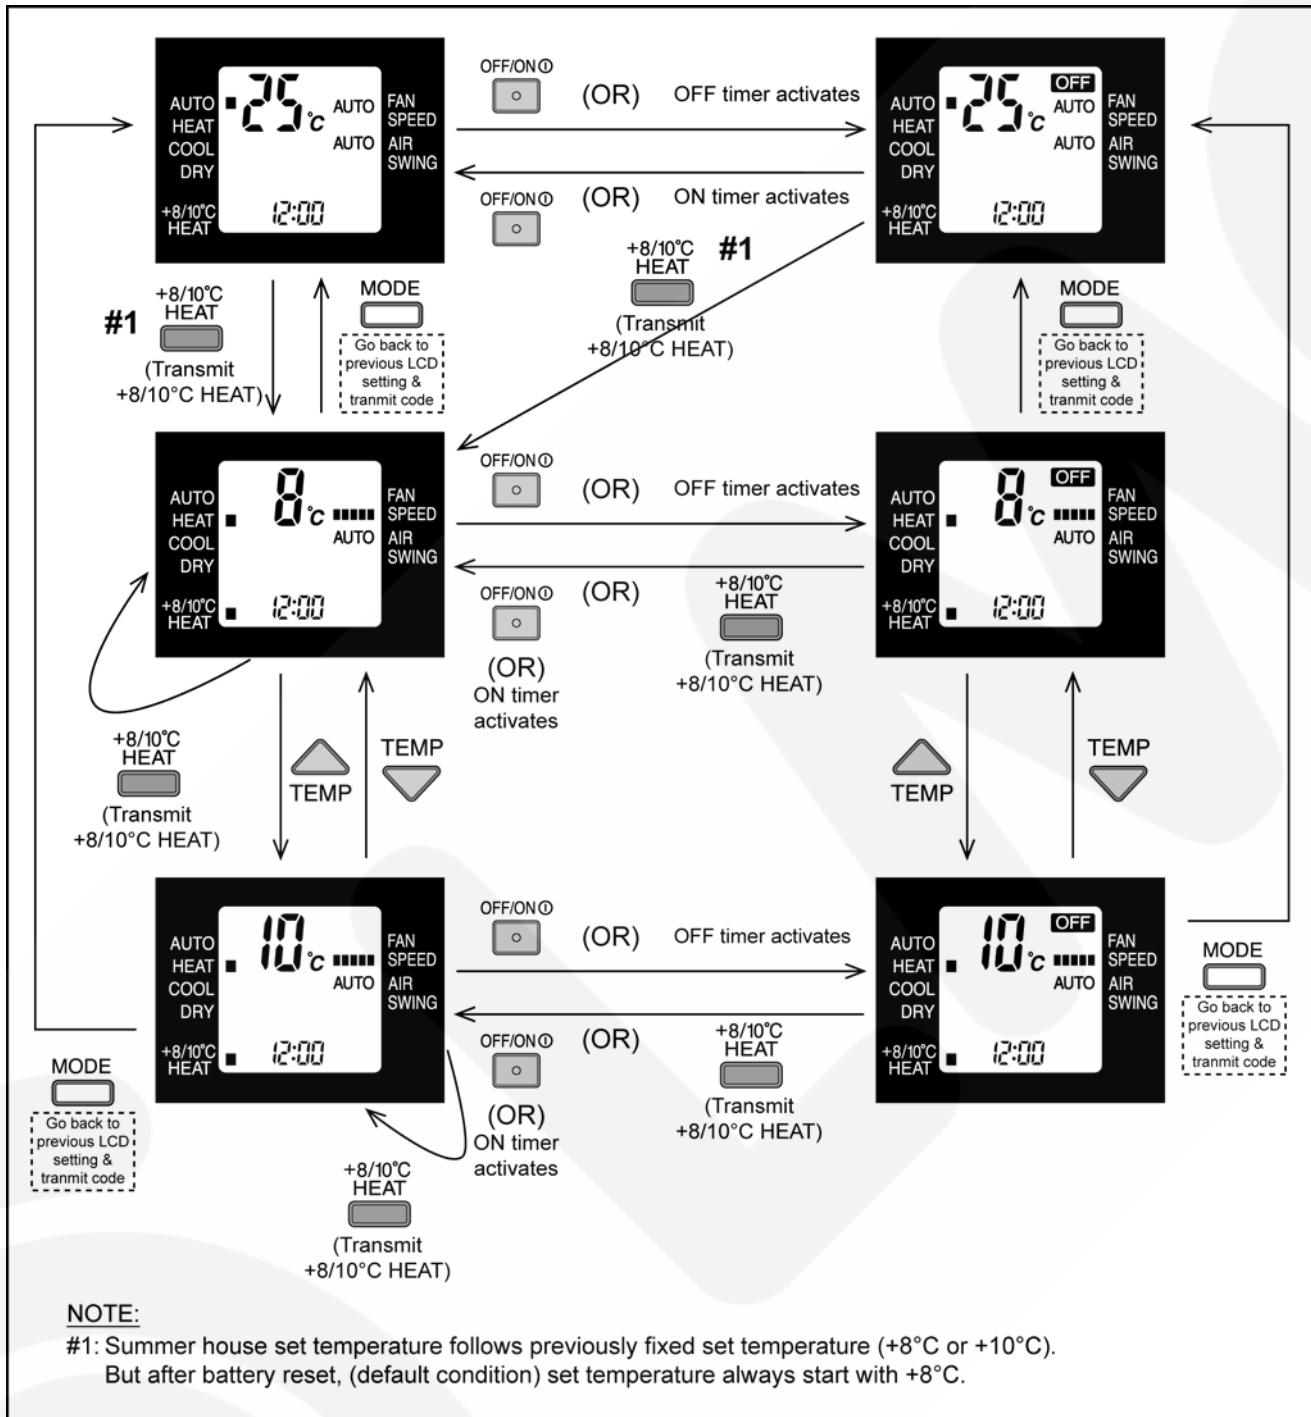 OFF/ON
(OR) OFF timer activates
AUTO 25°C AUTO FAN
HEAT SPEED
COOL AUTO AIR
DRY SWING
+8/10°C 12:00
HEAT
OFF
AUTO 25°C AUTO FAN
HEAT SPEED
COOL AUTO AIR
DRY SWING
+8/10°C 12:00
HEAT
OFF/ON
(OR) ON timer activates
+8/10°C
HEAT
#1
(Transmit
+8/10°C HEAT)
#1
+8/10°C
HEAT
(Transmit
+8/10°C HEAT)
MODE
Go back to
previous LCD
setting &
tranmit code
MODE
Go back to
previous LCD
setting &
tranmit code
AUTO 8°C FAN
HEAT SPEED
COOL AUTO AIR
DRY SWING
+8/10°C 12:00
HEAT
OFF/ON
(OR) OFF timer activates
OFF
AUTO 8°C FAN
HEAT SPEED
COOL AUTO AIR
DRY SWING
+8/10°C 12:00
HEAT
OFF/ON
(OR)
(OR)
ON timer
activates
+8/10°C
HEAT
(Transmit
+8/10°C HEAT)
+8/10°C
HEAT
(Transmit
+8/10°C HEAT)
TEMP
TEMP
TEMP
TEMP
AUTO 10°C FAN
HEAT SPEED
COOL AUTO AIR
DRY SWING
+8/10°C 12:00
HEAT
OFF/ON
(OR) OFF timer activates
OFF
AUTO 10°C FAN
HEAT SPEED
COOL AUTO AIR
DRY SWING
+8/10°C 12:00
HEAT
MODE
Go back to
previous LCD
setting &
tranmit code
OFF/ON
(OR)
(OR)
ON timer
activates
+8/10°C
HEAT
(Transmit
+8/10°C HEAT)
MODE
Go back to
previous LCD
setting &
tranmit code
+8/10°C
HEAT
(Transmit
+8/10°C HEAT)
NOTE:
#1: Summer house set temperature follows previously fixed set temperature (+8°C or +10°C).
But after battery reset, (default condition) set temperature always start with +8°C.